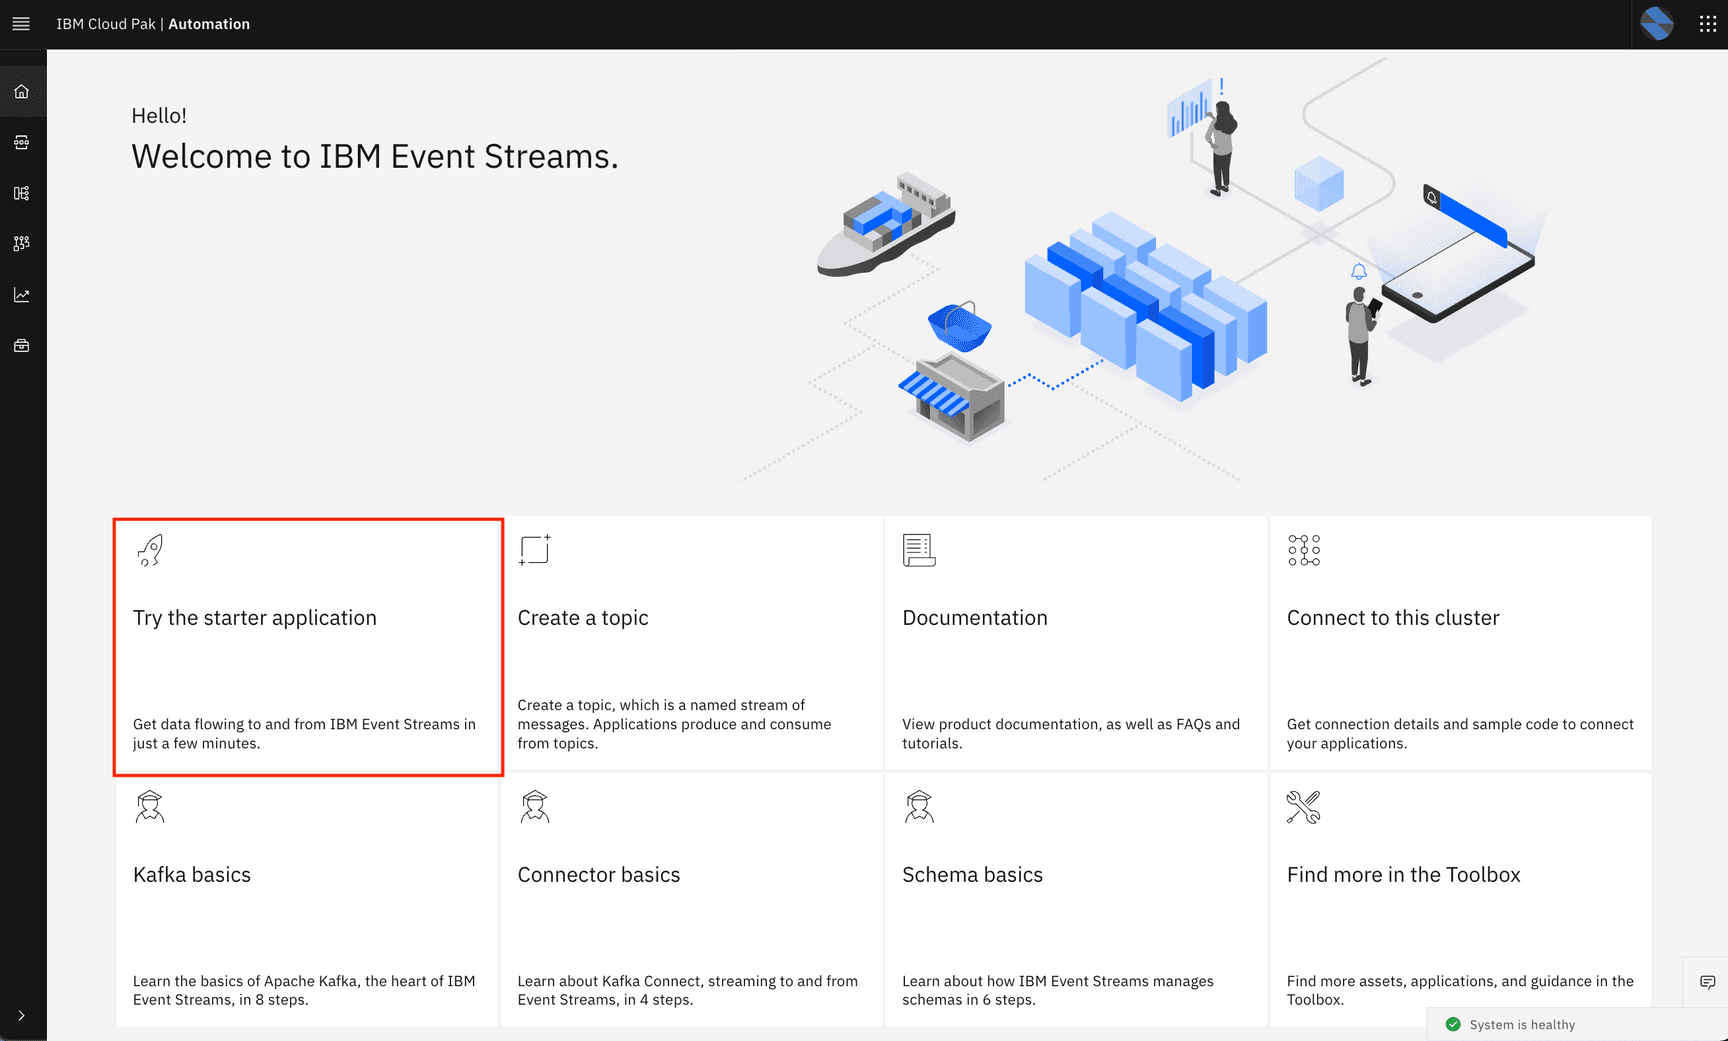 IBM Cloud Pak | Automation
Hello!
Welcome to IBM Event Streams.
Try the starter application
Get data flowing to and from IBM Event Streams in
just a few minutes.
Create a topic
Create a topic, which is a named stream of
messages. Applications produce and consume
from topics.
Documentation
View product documentation, as well as FAQs and
tutorials.
Connect to this cluster
Get connection details and sample code to connect
your applications.
Kafka basics
Learn the basics of Apache Kafka, the heart of IBM
Event Streams, in 8 steps.
Connector basics
Learn about Kafka Connect, streaming to and from
Event Streams, in 4 steps.
Schema basics
Learn about how IBM Event Streams manages
schemas in 6 steps.
Find more in the Toolbox
Find more assets, applications, and guidance in the
Toolbox.
System is healthy